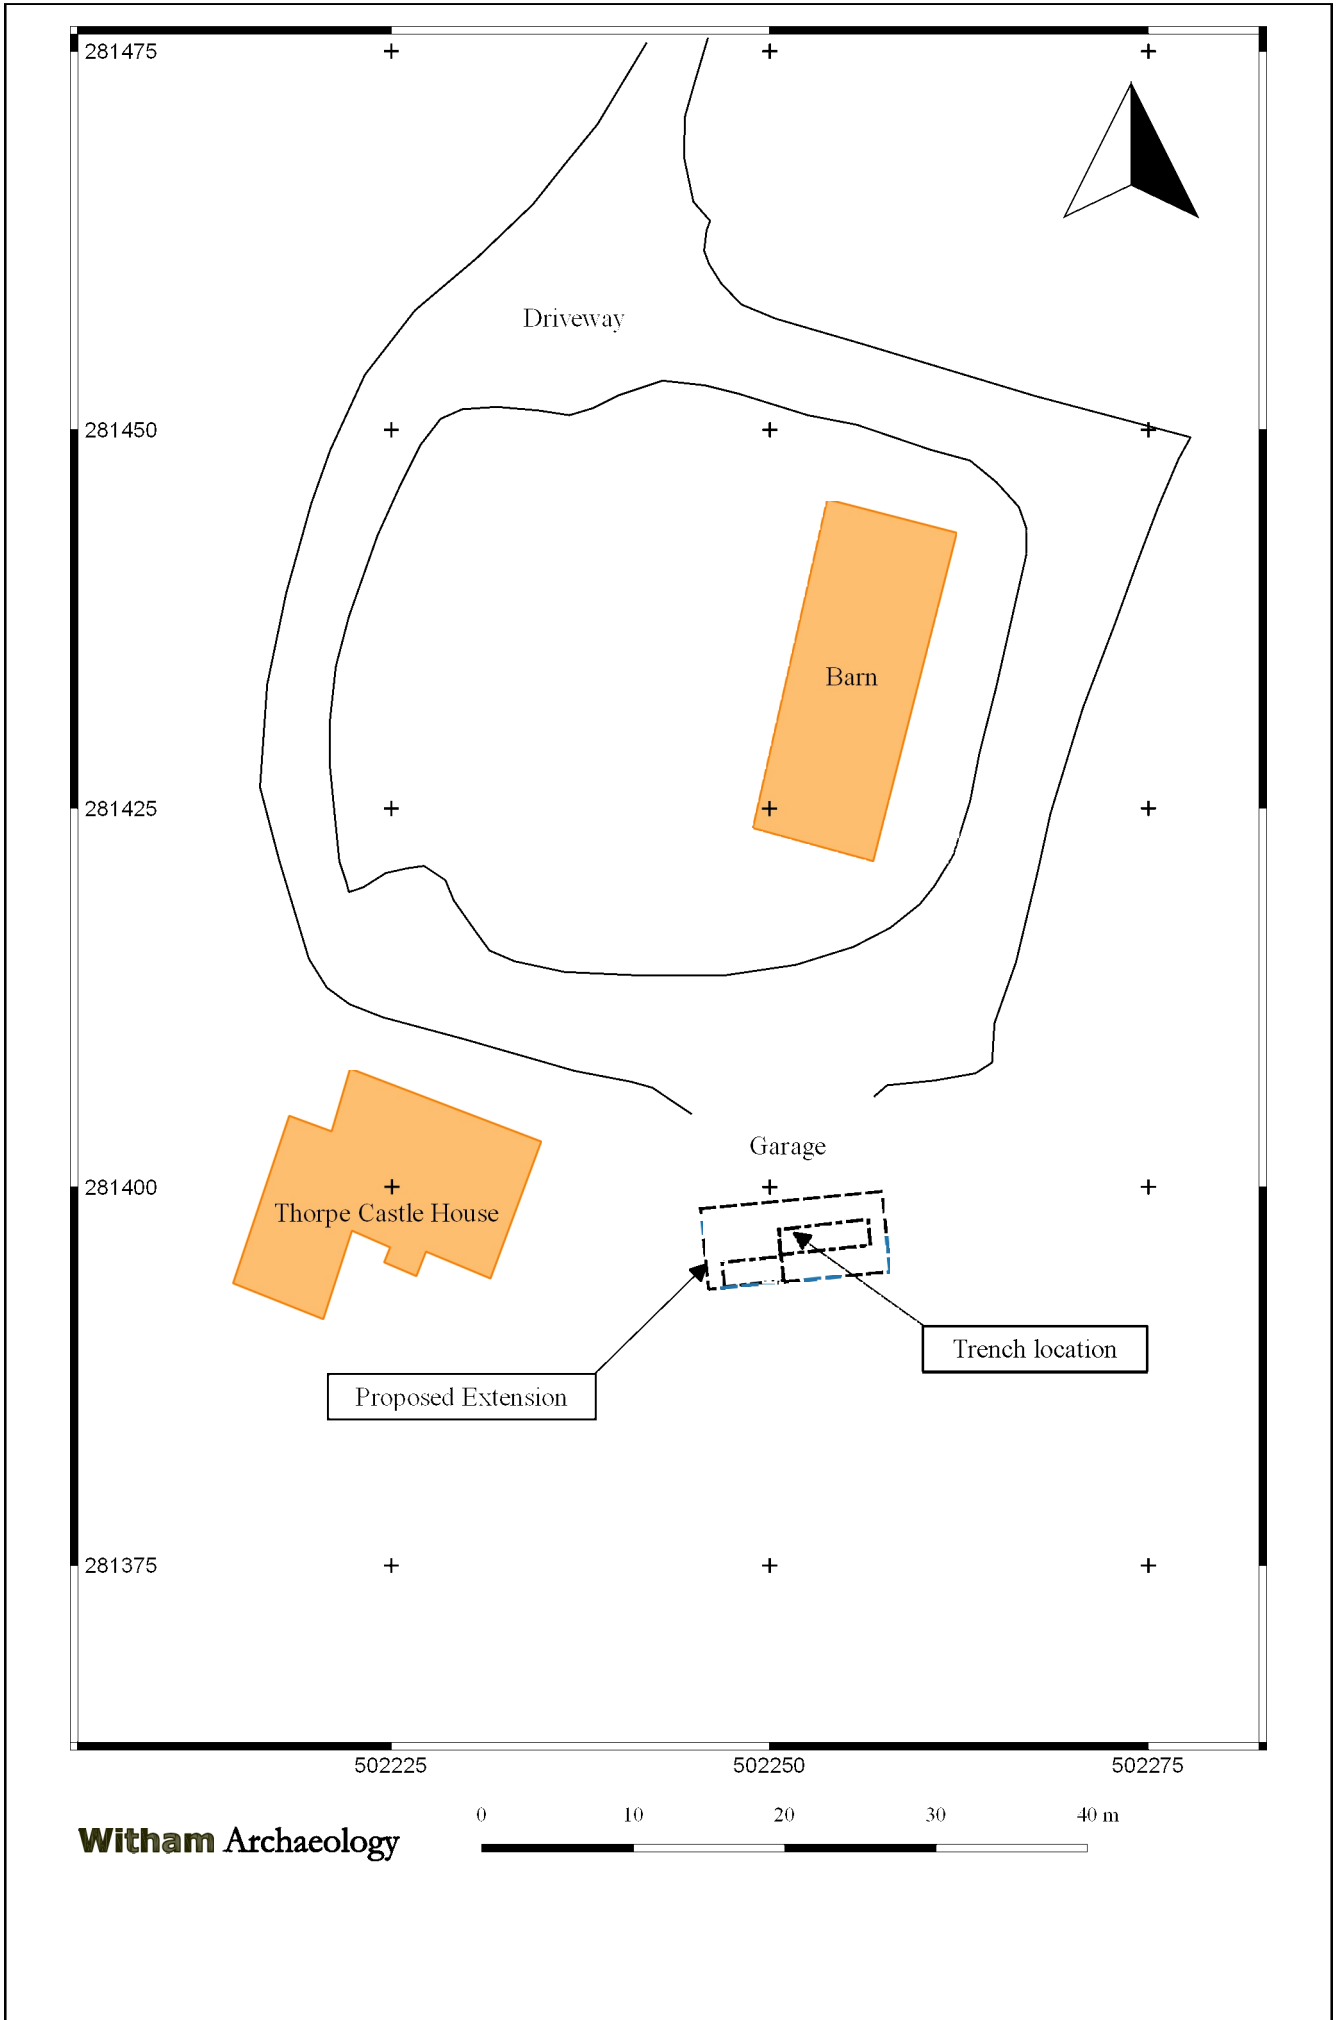 281475
Driveway
281450
Barn
281425
Garage
281400
Thorpe Castle House
Trench location
Proposed Extension
281375
502225 502250 502275
0 10 20 30 40 m
Witham Archaeology